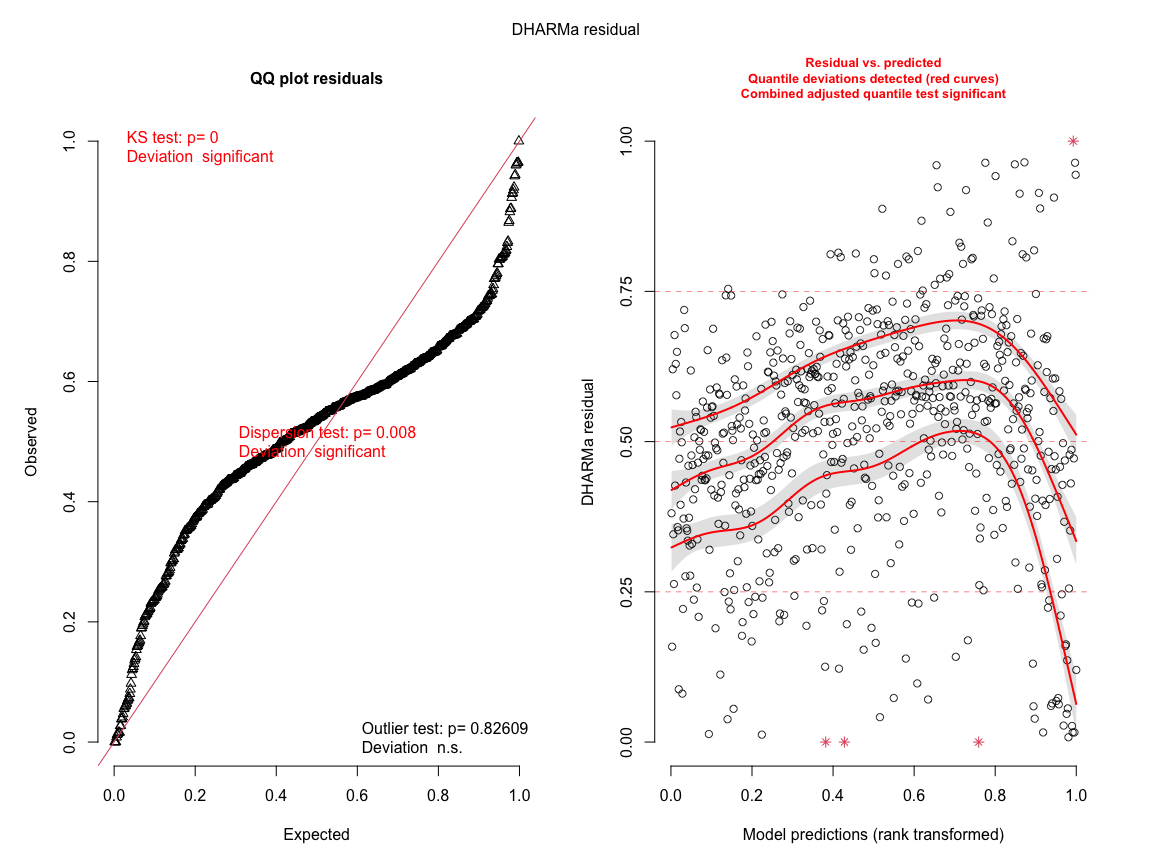 DHARMa residual
QQ plot residuals
KS test: p= 0
Deviation  significant
Dispersion test: p= 0.008
Deviation  significant
Outlier test: p= 0.82609
Deviation  n.s.
Observed
0.0
0.2
0.4
0.6
0.8
1.0
0.0 0.2 0.4 0.6 0.8 1.0
Expected
Residual vs. predicted
Quantile deviations detected (red curves)
Combined adjusted quantile test significant
DHARMa residual
0.00
0.25
0.50
0.75
1.00
0.0 0.2 0.4 0.6 0.8 1.0
Model predictions (rank transformed)